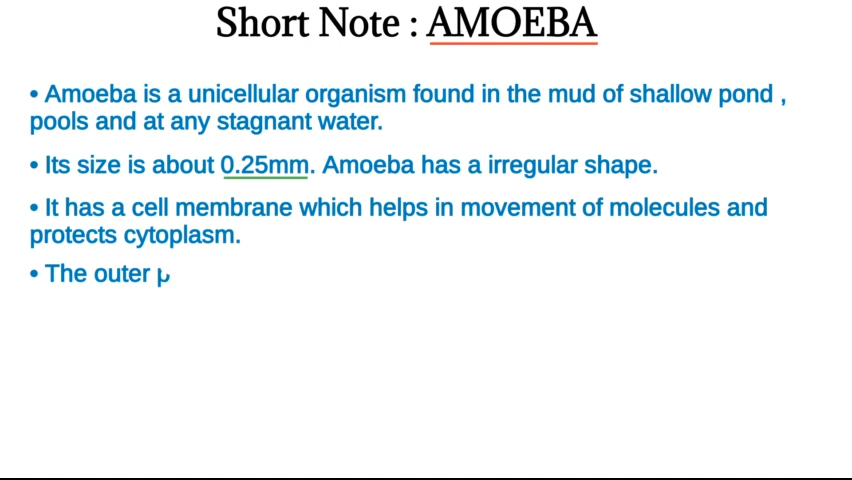 Short Note : AMOEBA
• Amoeba is a unicellular organism found in the mud of shallow pond ,
pools and at any stagnant water.
• Its size is about 0.25mm. Amoeba has a irregular shape.
• It has a cell membrane which helps in movement of molecules and
protects cytoplasm.
• The outer